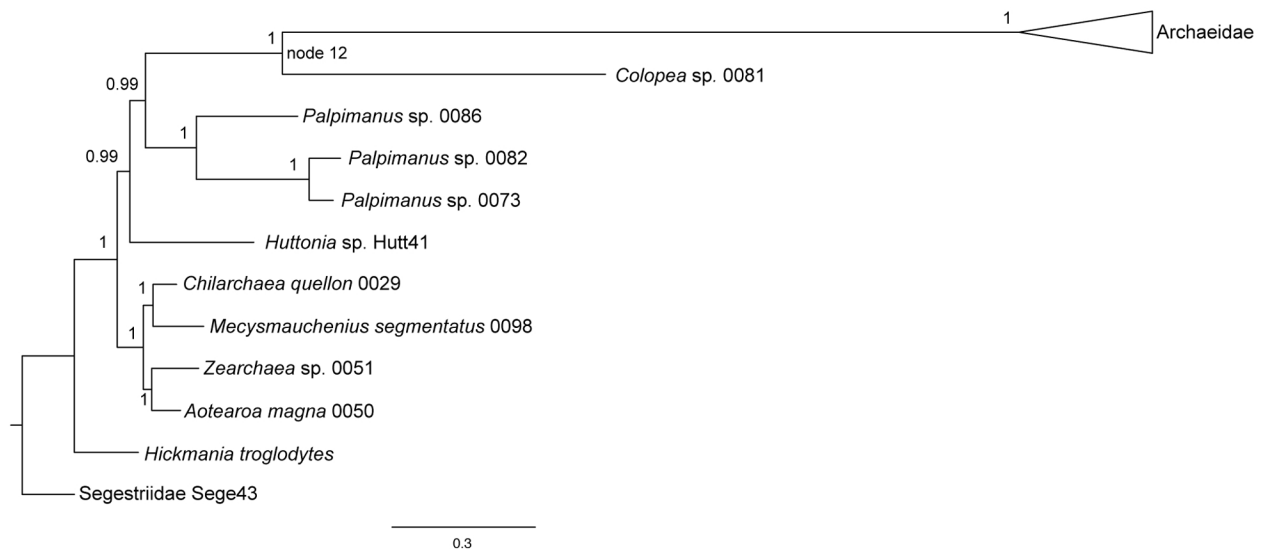 1
Archaeidae
1
node 12
Colopea sp. 0081
0.99
Palpimanus sp. 0086
1
0.99
1
Palpimanus sp. 0082
Palpimanus sp. 0073
1
Huttonia sp. Hutt41
1
Chilarchaea quellon 0029
1
Mecysmauchenius segmentatus 0098
Zearchaea sp. 0051
1
Aotearoa magna 0050
Hickmania troglodytes
Segestriidae Sege43
0.3